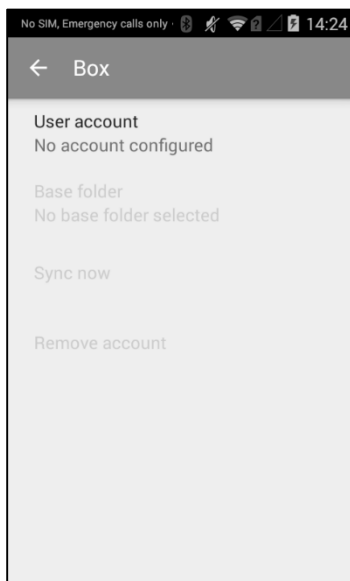 No SIM, Emergency calls only · 14:24
Box
User account
No account configured
Base folder
No base folder selected
Sync now
Remove account